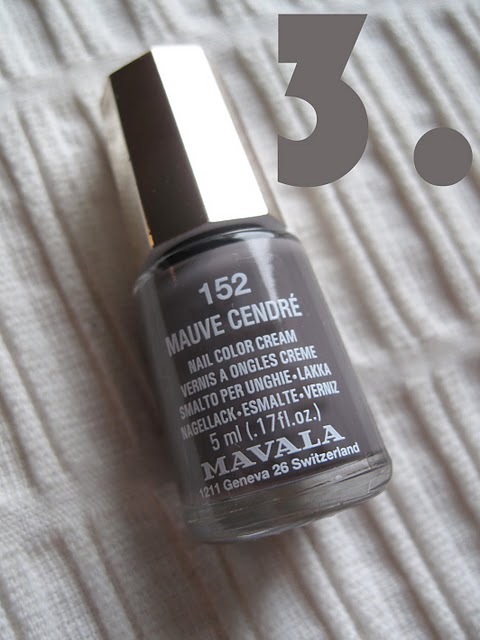 3.
152
MAUVE CENDRÉ
NAIL COLOR CREAM
VERNIS A ONGLES CREME
SMALTO PER UNGHIE • LAKKA
NAGELLACK • ESMALTE • VERNIZ
5 ml (.17fl.oz.)
MAVALA
1211 Geneva 26 Switzerland